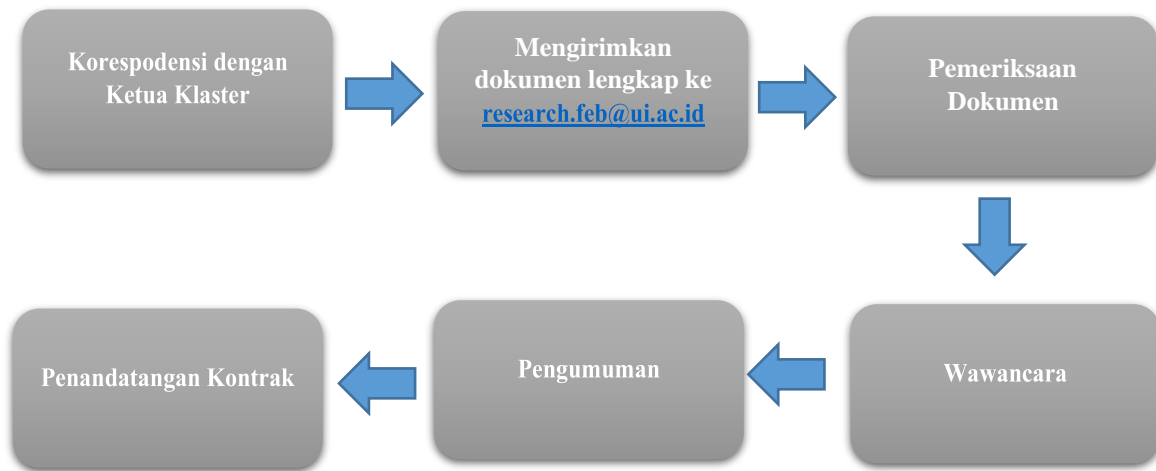 Korespodensi dengan
Ketua Klaster
Mengirimkan
dokumen lengkap ke
research.feb@ui.ac.id
Pemeriksaan
Dokumen
Wawancara
Pengumuman
Penandatangan Kontrak